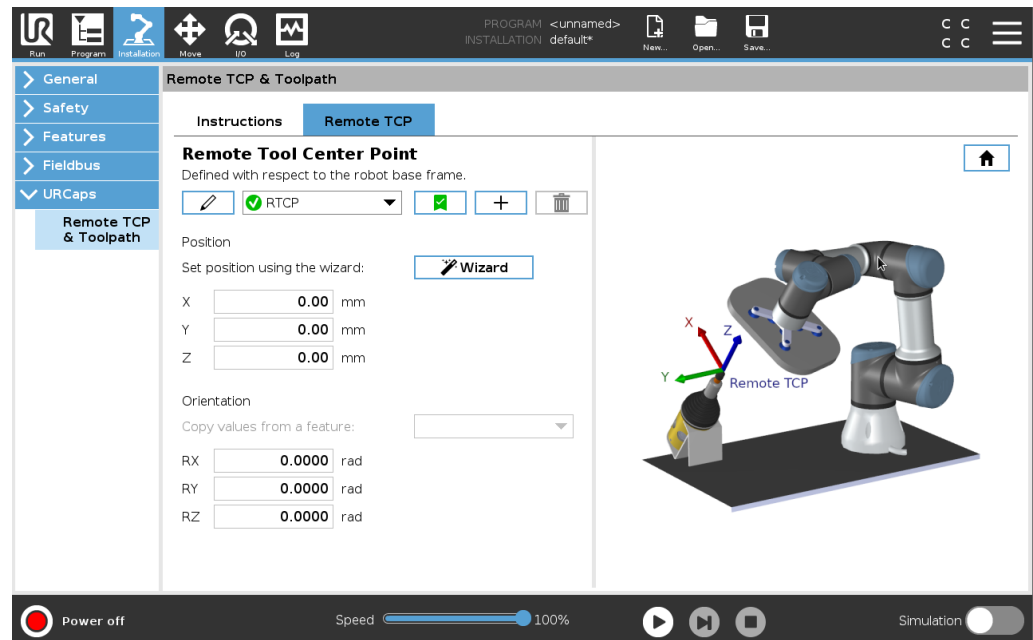 PROGRAM <unnamed>
INSTALLATION default*
UR
Run Program Installation Move I/O Log New... Open... Save...
C C
C C
General
Safety
Features
Fieldbus
URCaps
Remote TCP
& Toolpath
Remote TCP & Toolpath
Instructions Remote TCP
Remote Tool Center Point
Defined with respect to the robot base frame.
RTCP
Position
Set position using the wizard: Wizard
X 0.00 mm
Y 0.00 mm
Z 0.00 mm
Orientation
Copy values from a feature:
RX 0.0000 rad
RY 0.0000 rad
RZ 0.0000 rad
X
Z
Y
Remote TCP
Power off Speed 100% Simulation